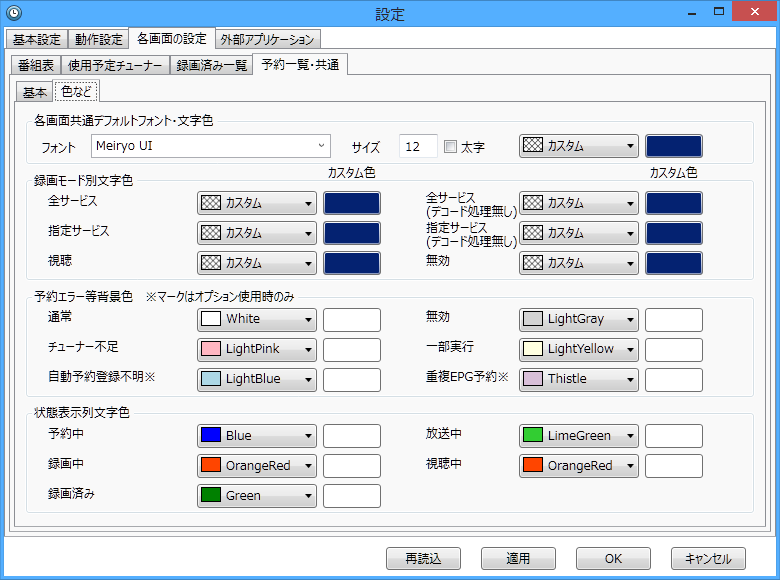 設定
基本設定 動作設定 各画面の設定 外部アプリケーション
番組表 使用予定チューナー 録画済み一覧 予約一覧・共通
基本 色など
各画面共通デフォルトフォント・文字色
フォント Meiryo UI サイズ 12 太字 カスタム
録画モード別文字色 カスタム色 カスタム色
全サービス カスタム 全サービス
(デコード処理無し) カスタム
指定サービス カスタム 指定サービス
(デコード処理無し) カスタム
視聴 カスタム 無効 カスタム
予約エラー等背景色 ※マークはオプション使用時のみ
通常 White 無効 LightGray
チューナー不足 LightPink 一部実行 LightYellow
自動予約登録不明※ LightBlue 重複EPG予約※ Thistle
状態表示列文字色
予約中 Blue 放送中 LimeGreen
録画中 OrangeRed 視聴中 OrangeRed
録画済み Green
再読込 適用 OK キャンセル